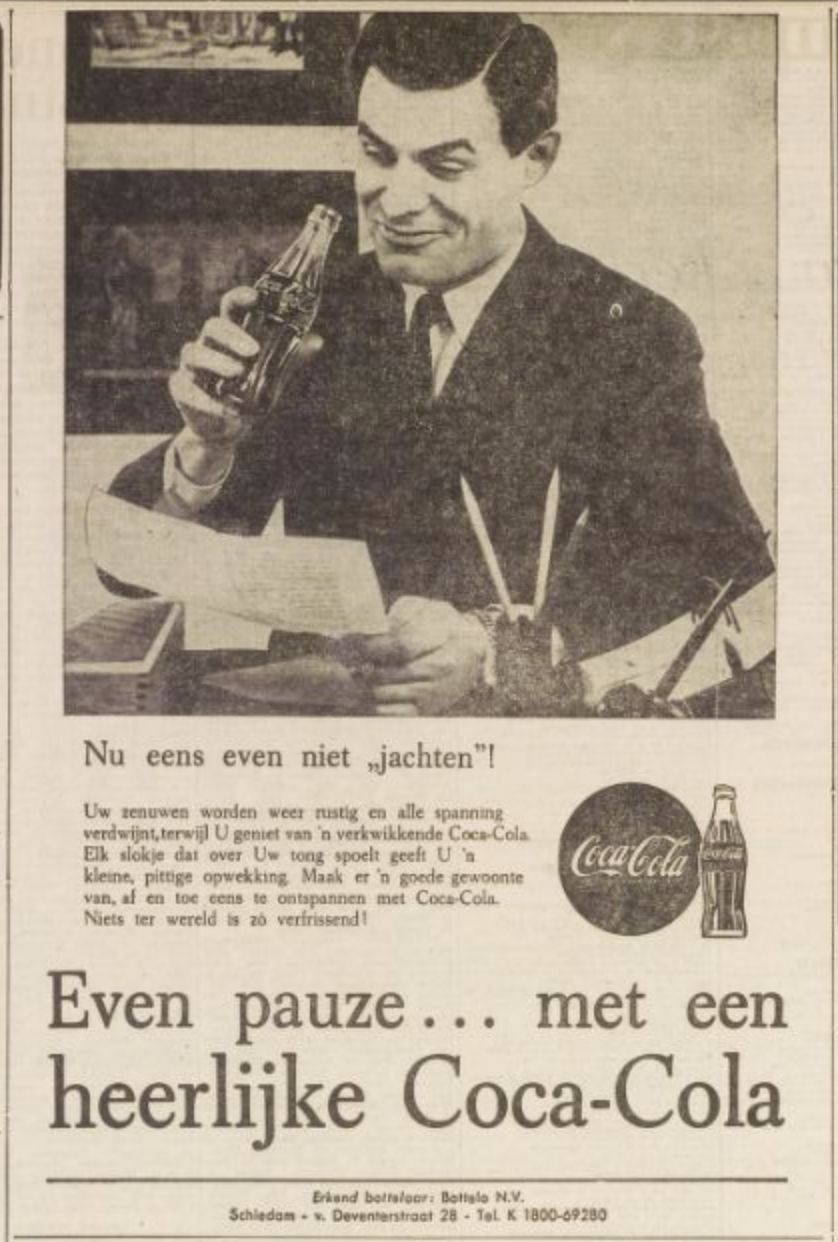 Nu eens even niet „jachten”!
Uw zenuwen worden weer rustig en alle spanning
verdwijnt, terwijl U geniet van 'n verkwikkende Coca-Cola.
Elk slokje dat over Uw tong spoelt geeft U 'n
kleine, pittige opwekking. Maak er 'n goede gewoonte
van, af en toe eens te ontspannen met Coca-Cola.
Niets ter wereld is zó verfrissend!
Coca-Cola
Even pauze... met een
heerlijke Coca-Cola
Erkend bottelaar: Bottelo N.V.
Schiedam - v. Deventerstraat 28 - Tel. K 1800-69280